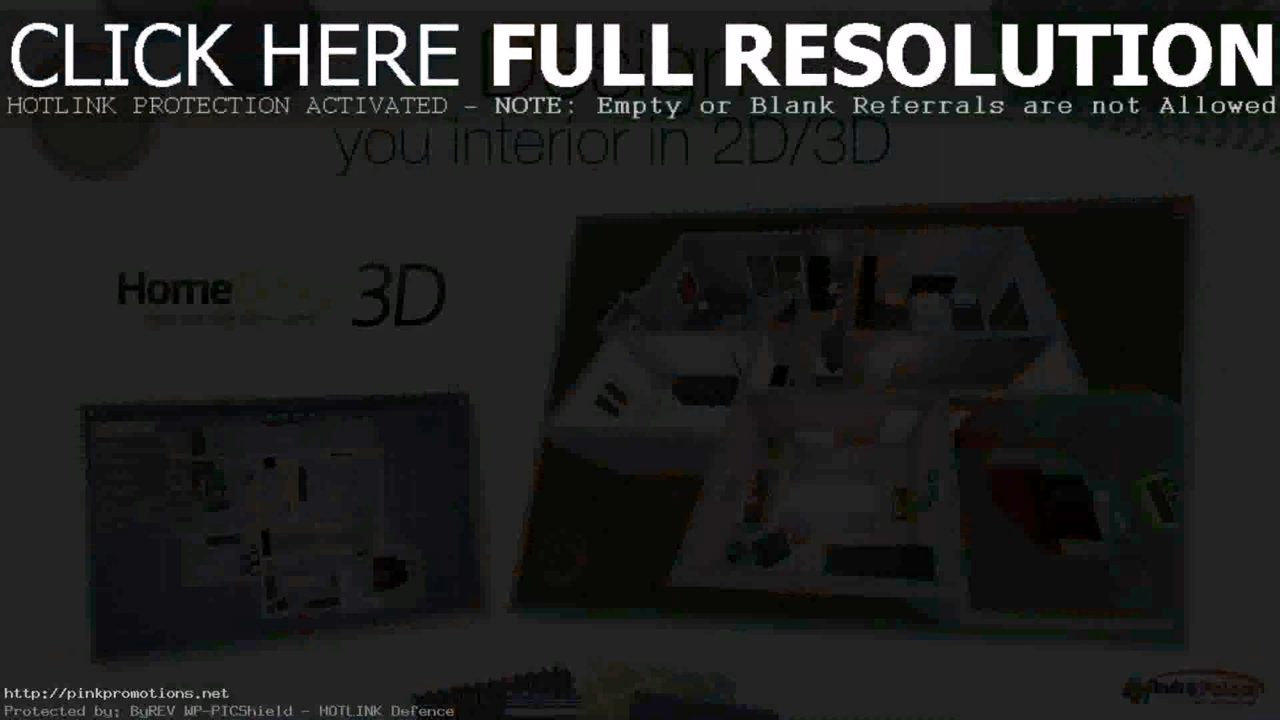 CLICK HERE FULL RESOLUTION
HOTLINK PROTECTION ACTIVATED - NOTE: Empty or Blank Referrals are not Allowed
Design
you interior in 2D/3D
Home 3D
http://pinkpromotions.net
Protected by: ByREV WP-PICShield - HOTLINK Defence